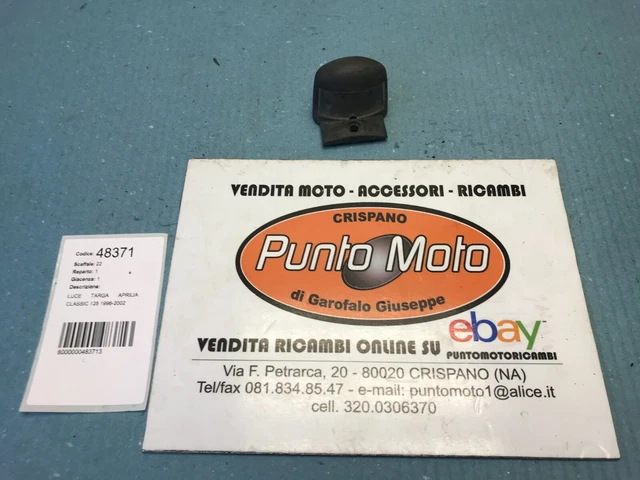 VENDITA MOTO - ACCESSORI - RICAMBI
CRISPANO
Punto Moto
di Garofalo Giuseppe
VENDITA RICAMBI ONLINE SU
ebay
PUNTOMOTORICAMBI
Via F. Petrarca, 20 - 80020 CRISPANO (NA)
Tel/fax 081.834.85.47 - e-mail: puntomoto1@alice.it
cell. 320.0306370
Codice: 48371
Scaffale: 22
Reparto: 1
Giacenza: 1
Descrizione:
LUCE TARGA APRILIA
CLASSIC 125 1996-2002
8000000483713